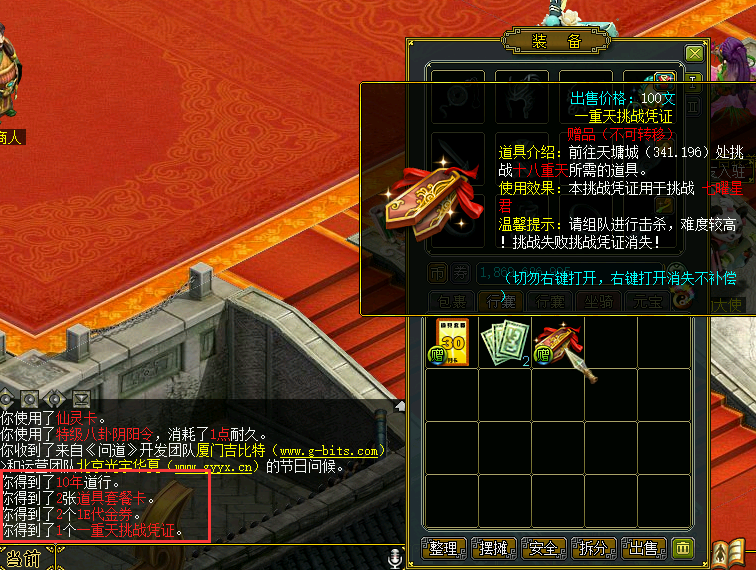 装 备
出售价格：100文
一重天挑战凭证
赠品（不可转移）
道具介绍：前往天墉城（341.196）处挑
战十八重天所需的道具。
使用效果：本挑战凭证用于挑战 七曜星
君
温馨提示：请组队进行击杀，难度较高
！挑战失败挑战凭证消失！
（切勿右键打开，右键打开消失不补偿
）
商人
币
券
包裹
行囊
行囊
坐骑
元宝
30
赠
2
赠
你使用了仙灵卡。
你使用了特级八卦阴阳令，消耗了1点耐久。
你收到了来自《问道》开发团队厦门吉比特（www.g-bits.com）
和运营团队北京光宇华夏（www.gyyx.cn）的节日问候。
你得到了10年道行。
你得到了2张道具套餐卡。
你得到了2个1E代金券。
你得到了1个一重天挑战凭证。
当前
整理
摆摊
安全
拆分
出售